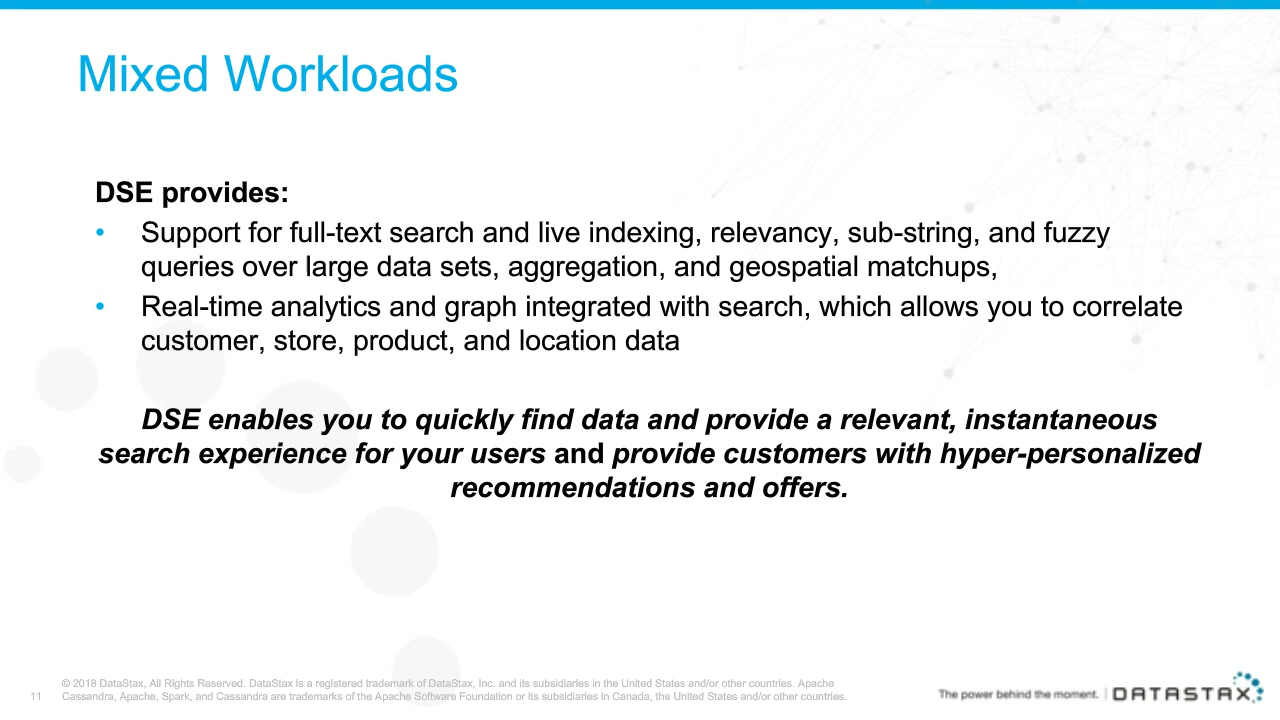 Mixed Workloads
DSE provides:
• Support for full-text search and live indexing, relevancy, sub-string, and fuzzy
queries over large data sets, aggregation, and geospatial matchups,
• Real-time analytics and graph integrated with search, which allows you to correlate
customer, store, product, and location data
DSE enables you to quickly find data and provide a relevant, instantaneous
search experience for your users and provide customers with hyper-personalized
recommendations and offers.
© 2018 DataStax, All Rights Reserved. DataStax is a registered trademark of DataStax, Inc. and its subsidiaries in the United States and/or other countries. Apache
11 Cassandra, Apache, Spark, and Cassandra are trademarks of the Apache Software Foundation or its subsidiaries in Canada, the United States and/or other countries.
The power behind the moment. | DATASTAX